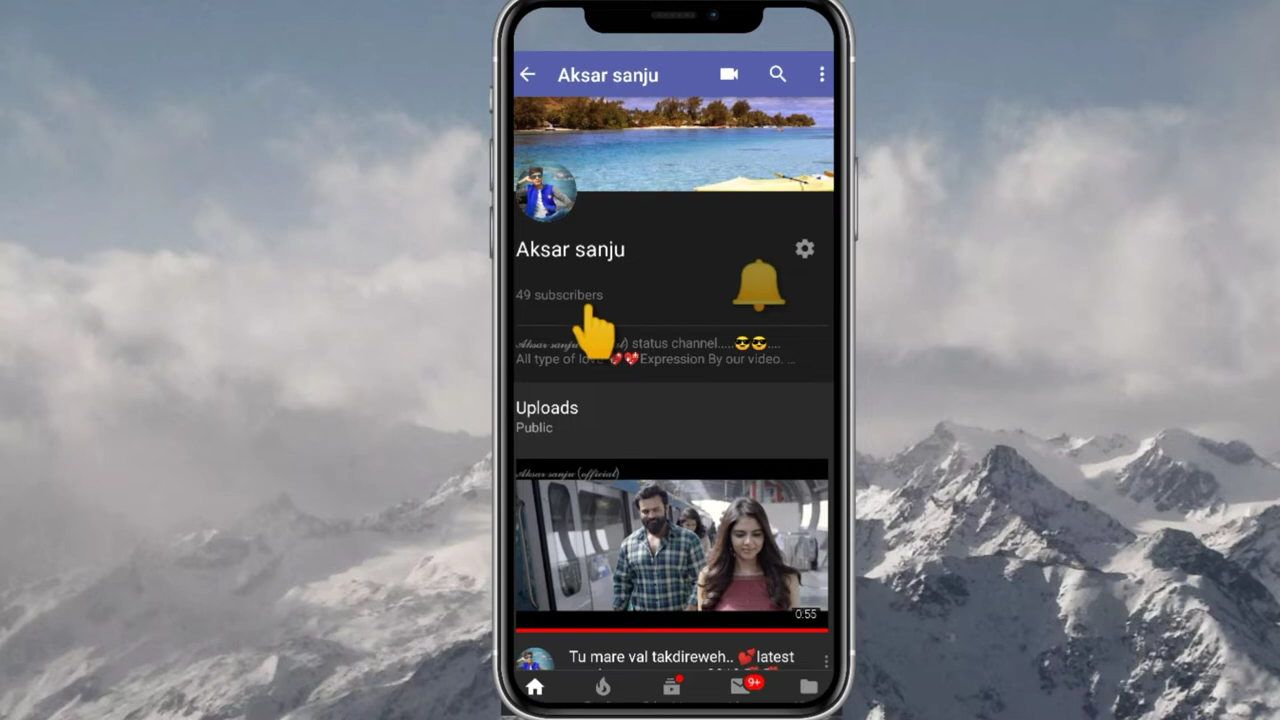 Aksar sanju
Aksar sanju
49 subscribers
status channel.....😎😎....
All type of 💖💖Expression By our video. ...
Uploads
Public
Aksar sanju (official)
0:55
Tu mare val takdireweh.. 💕latest
9+